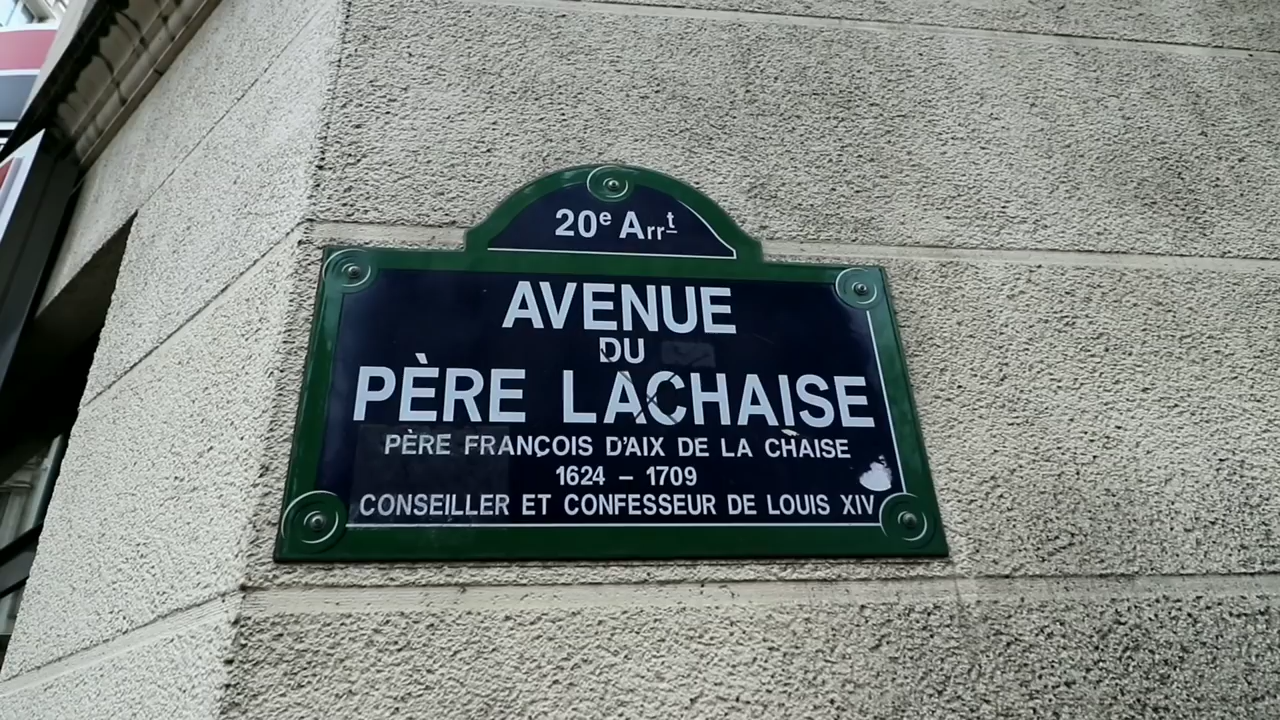 20e Arrt
AVENUE
DU
PÈRE LACHAISE
PÈRE FRANÇOIS D'AIX DE LA CHAISE
1624 – 1709
CONSEILLER ET CONFESSEUR DE LOUIS XIV